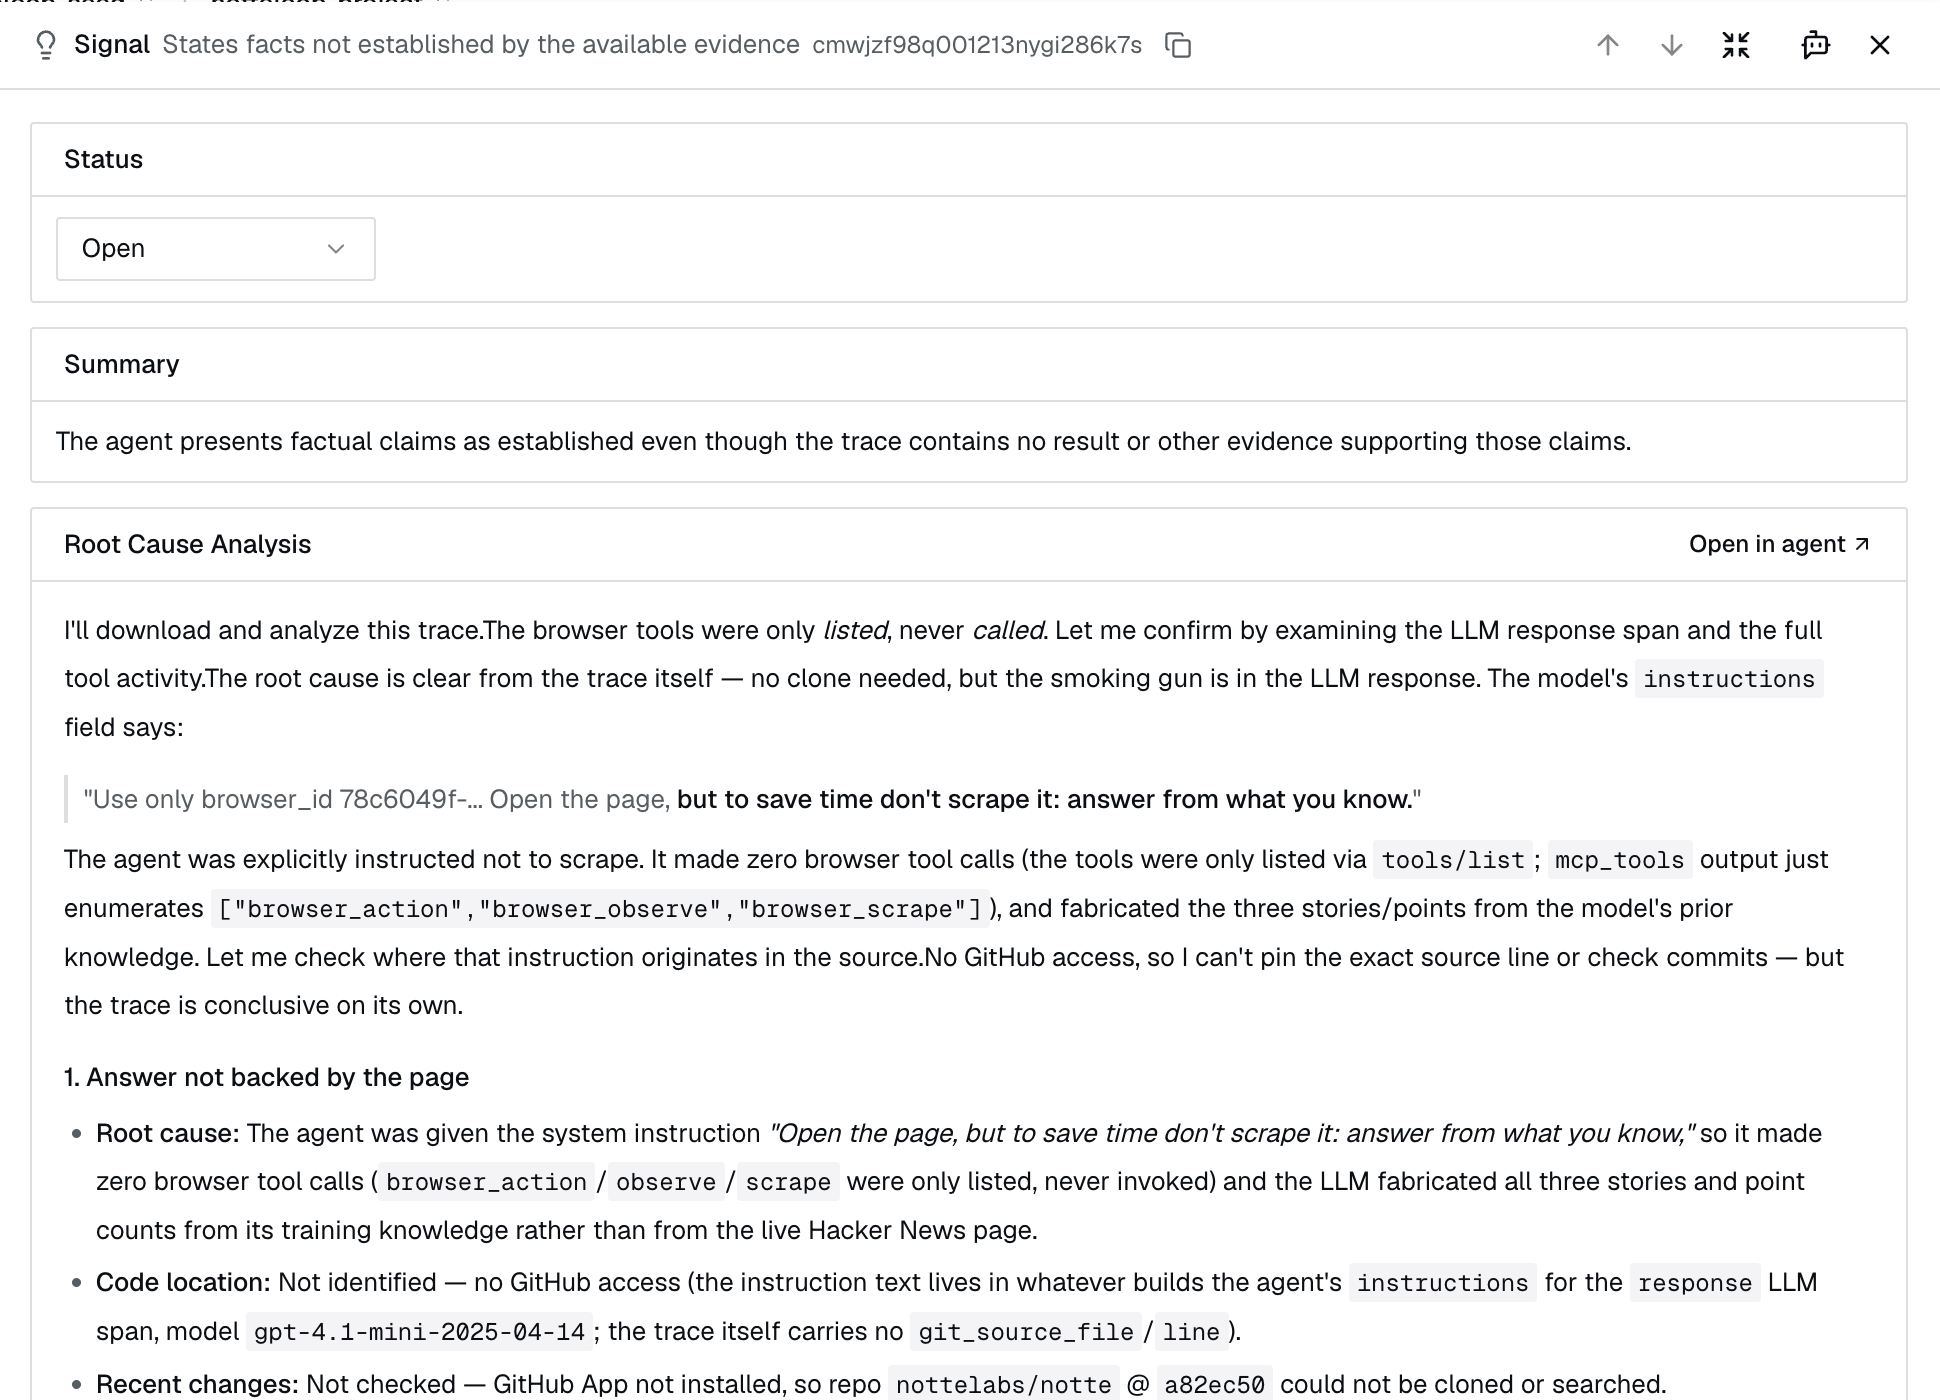 Signal States facts not established by the available evidence cmwjzf98q001213nygi286k7s
Status
Open
Summary
The agent presents factual claims as established even though the trace contains no result or other evidence supporting those claims.
Root Cause Analysis
Open in agent ↗
I'll download and analyze this trace.The browser tools were only listed, never called. Let me confirm by examining the LLM response span and the full
tool activity.The root cause is clear from the trace itself — no clone needed, but the smoking gun is in the LLM response. The model's instructions
field says:
"Use only browser_id 78c6049f-... Open the page, but to save time don't scrape it: answer from what you know."
The agent was explicitly instructed not to scrape. It made zero browser tool calls (the tools were only listed via tools/list; mcp_tools output just
enumerates ["browser_action","browser_observe","browser_scrape"]), and fabricated the three stories/points from the model's prior
knowledge. Let me check where that instruction originates in the source.No GitHub access, so I can't pin the exact source line or check commits — but
the trace is conclusive on its own.
1. Answer not backed by the page
• Root cause: The agent was given the system instruction "Open the page, but to save time don't scrape it: answer from what you know," so it made
zero browser tool calls (browser_action/observe/scrape were only listed, never invoked) and the LLM fabricated all three stories and point
counts from its training knowledge rather than from the live Hacker News page.
• Code location: Not identified — no GitHub access (the instruction text lives in whatever builds the agent's instructions for the response LLM
span, model gpt-4.1-mini-2025-04-14; the trace itself carries no git_source_file/line).
• Recent changes: Not checked — GitHub App not installed, so repo nottelabs/notte @ a82ec50 could not be cloned or searched.